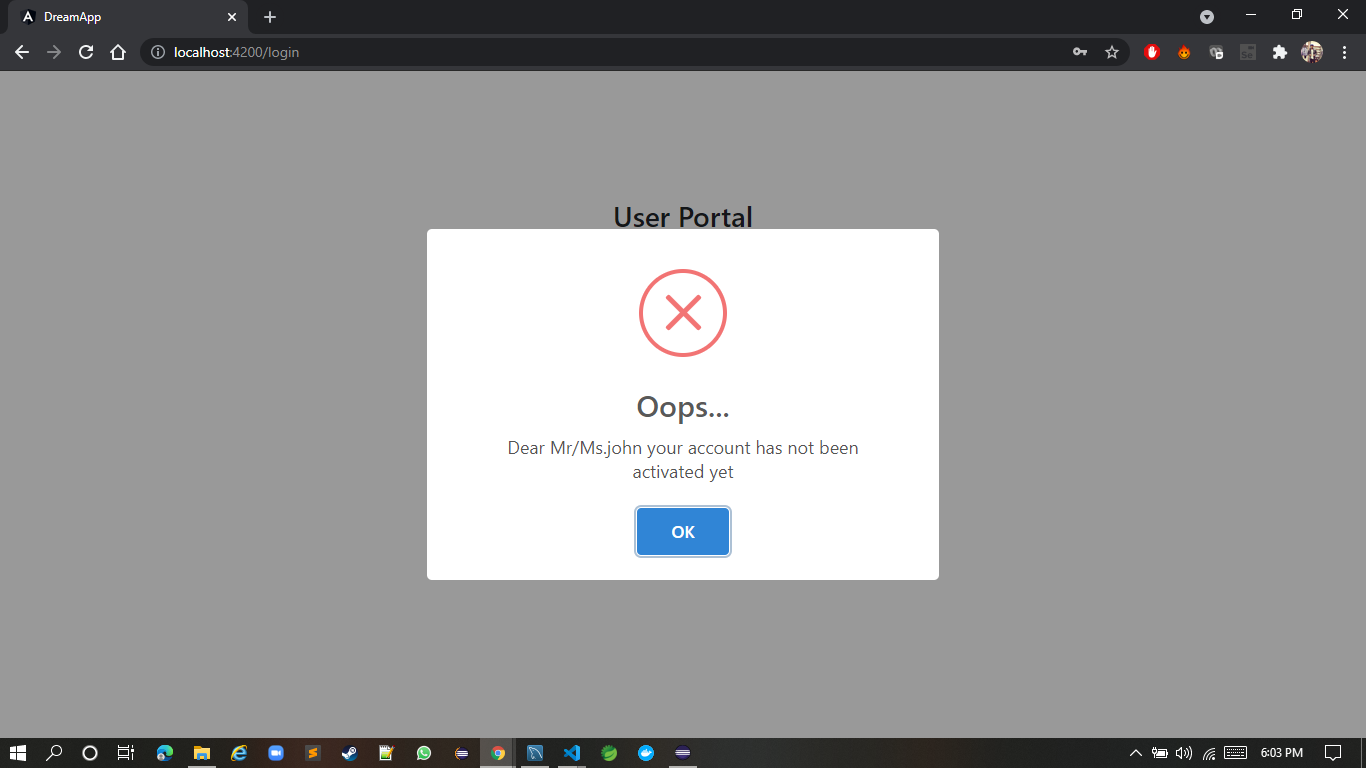 DreamApp
localhost:4200/login
User Portal
Oops...
Dear Mr/Ms.john your account has not been
activated yet
OK
6:03 PM